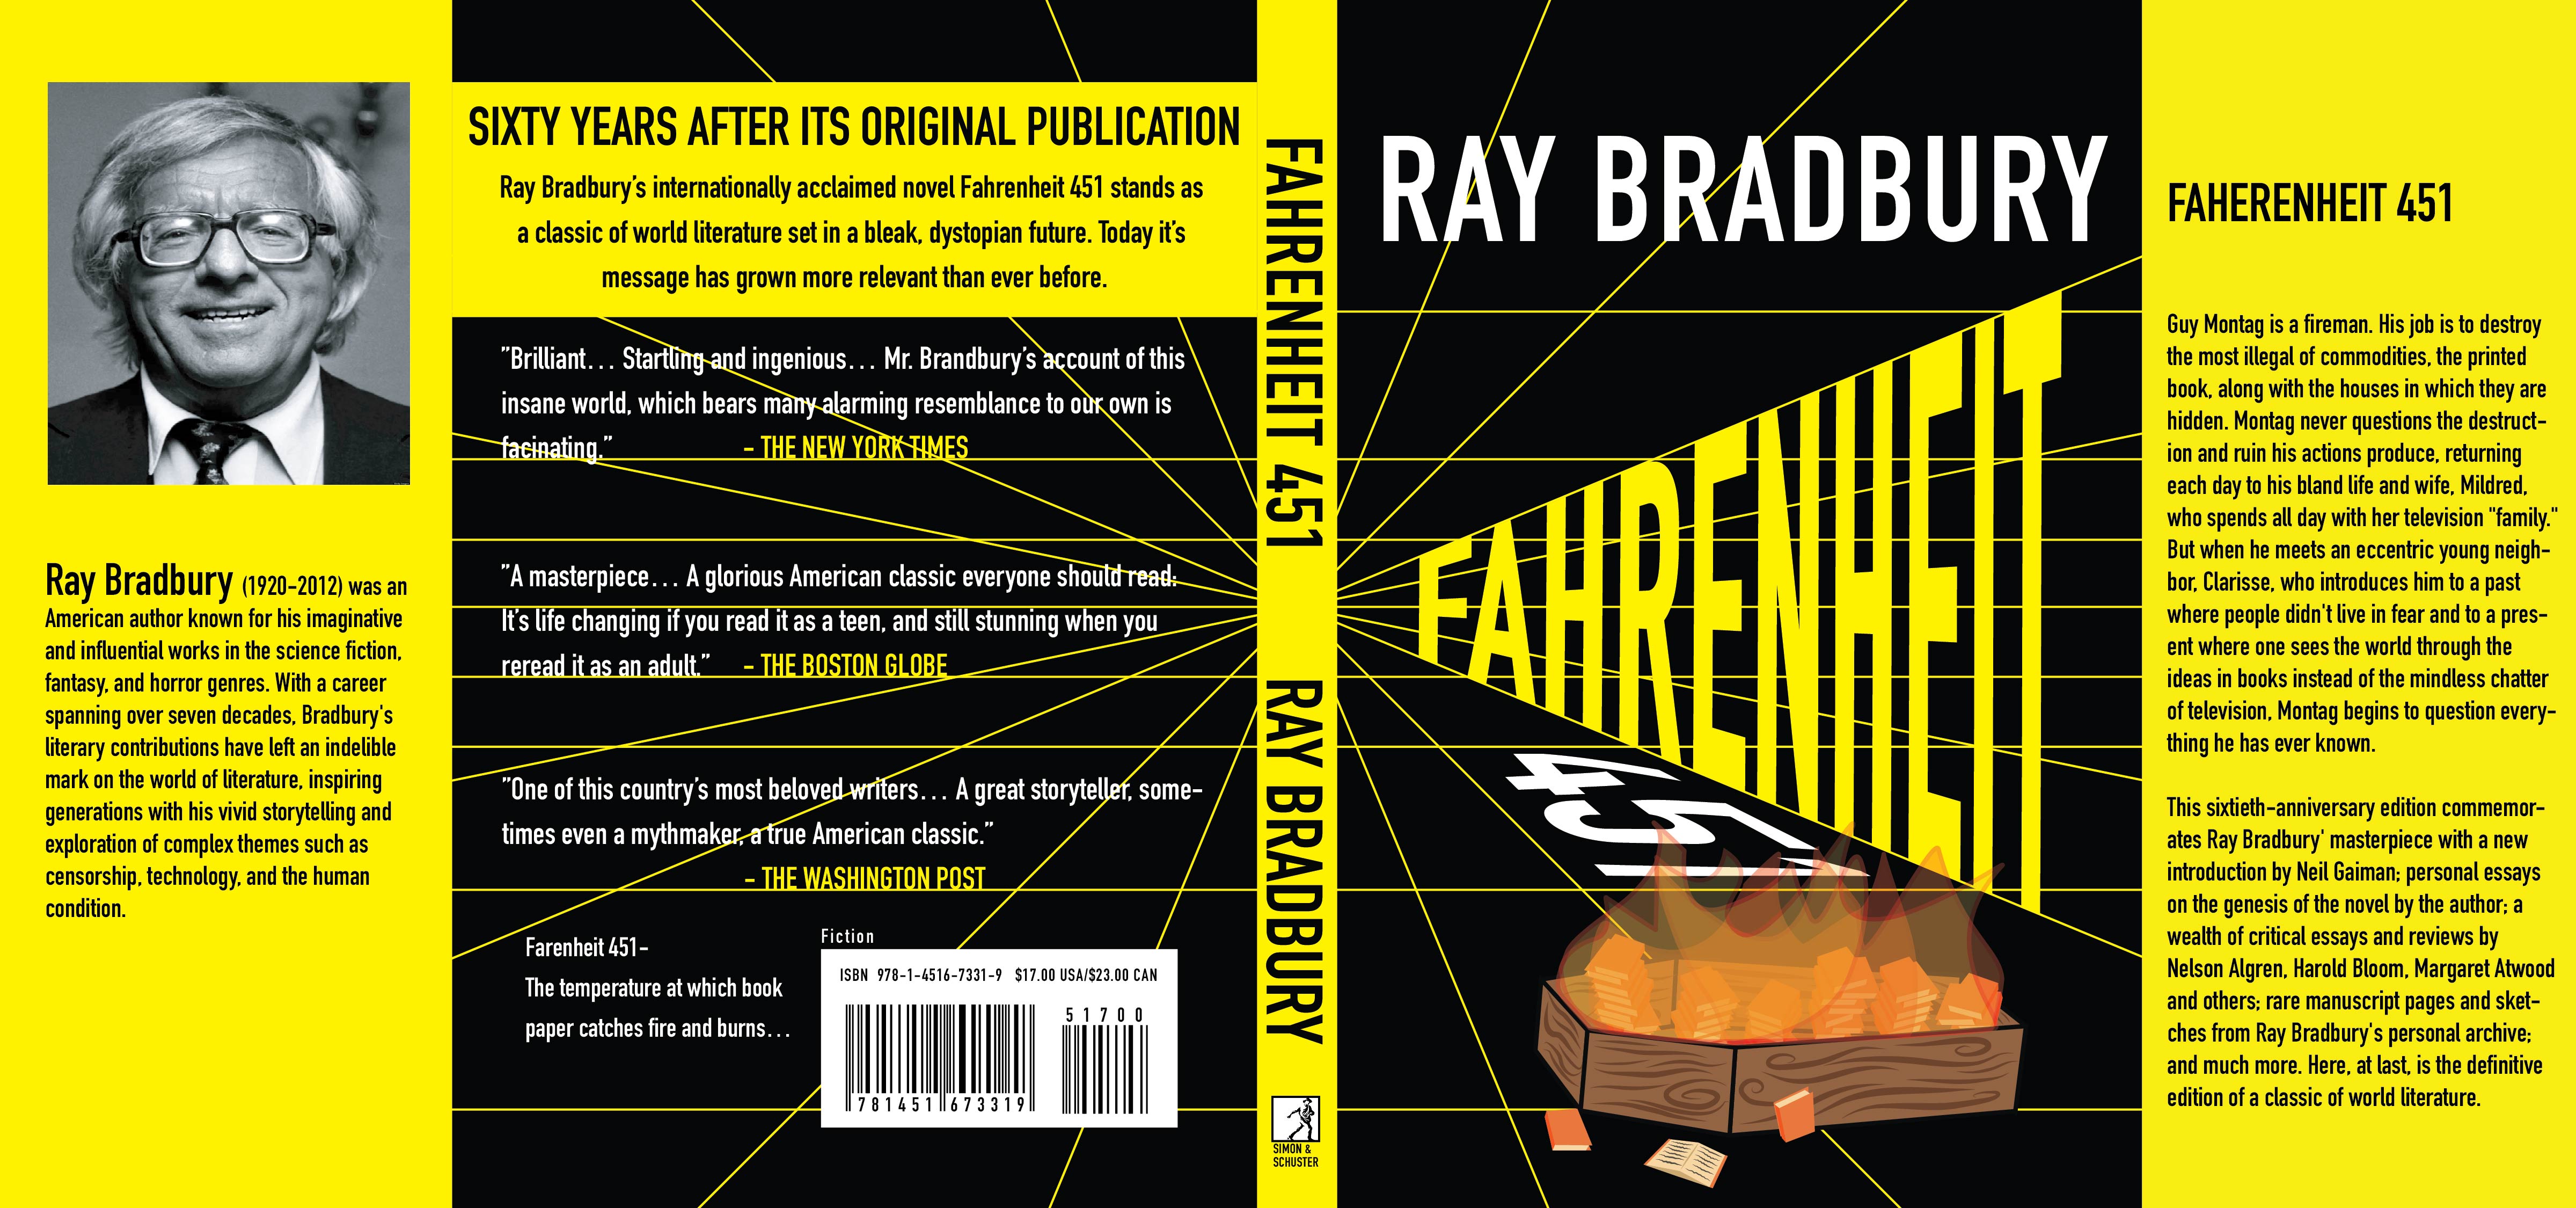 Ray Bradbury (1920-2012) was an
American author known for his imaginative
and influential works in the science fiction,
fantasy, and horror genres. With a career
spanning over seven decades, Bradbury's
literary contributions have left an indelible
mark on the world of literature, inspiring
generations with his vivid storytelling and
exploration of complex themes such as
censorship, technology, and the human
condition.
SIXTY YEARS AFTER ITS ORIGINAL PUBLICATION
Ray Bradbury’s internationally acclaimed novel Fahrenheit 451 stands as
a classic of world literature set in a bleak, dystopian future. Today it’s
message has grown more relevant than ever before.
”Brilliant... Startling and ingenious... Mr. Brandbury’s account of this
insane world, which bears many alarming resemblance to our own is
facinating.” - THE NEW YORK TIMES
”A masterpiece... A glorious American classic everyone should read:
It’s life changing if you read it as a teen, and still stunning when you
reread it as an adult.” - THE BOSTON GLOBE
”One of this country’s most beloved writers... A great storyteller, some-
times even a mythmaker, a true American classic.”
- THE WASHINGTON POST
Farenheit 451-
The temperature at which book
paper catches fire and burns...
Fiction
ISBN 978-1-4516-7331-9 $17.00 USA/$23.00 CAN
51700
781451 673319
FAHRENHEIT 451 RAY BRADBURY
SIMON &
SCHUSTER
RAY BRADBURY
FAHRENHEIT
451
FAHERENHEIT 451
Guy Montag is a fireman. His job is to destroy
the most illegal of commodities, the printed
book, along with the houses in which they are
hidden. Montag never questions the destruct-
ion and ruin his actions produce, returning
each day to his bland life and wife, Mildred,
who spends all day with her television "family."
But when he meets an eccentric young neigh-
bor, Clarisse, who introduces him to a past
where people didn't live in fear and to a pres-
ent where one sees the world through the
ideas in books instead of the mindless chatter
of television, Montag begins to question every-
thing he has ever known.
This sixtieth-anniversary edition commemor-
ates Ray Bradbury' masterpiece with a new
introduction by Neil Gaiman; personal essays
on the genesis of the novel by the author; a
wealth of critical essays and reviews by
Nelson Algren, Harold Bloom, Margaret Atwood
and others; rare manuscript pages and sket-
ches from Ray Bradbury's personal archive;
and much more. Here, at last, is the definitive
edition of a classic of world literature.